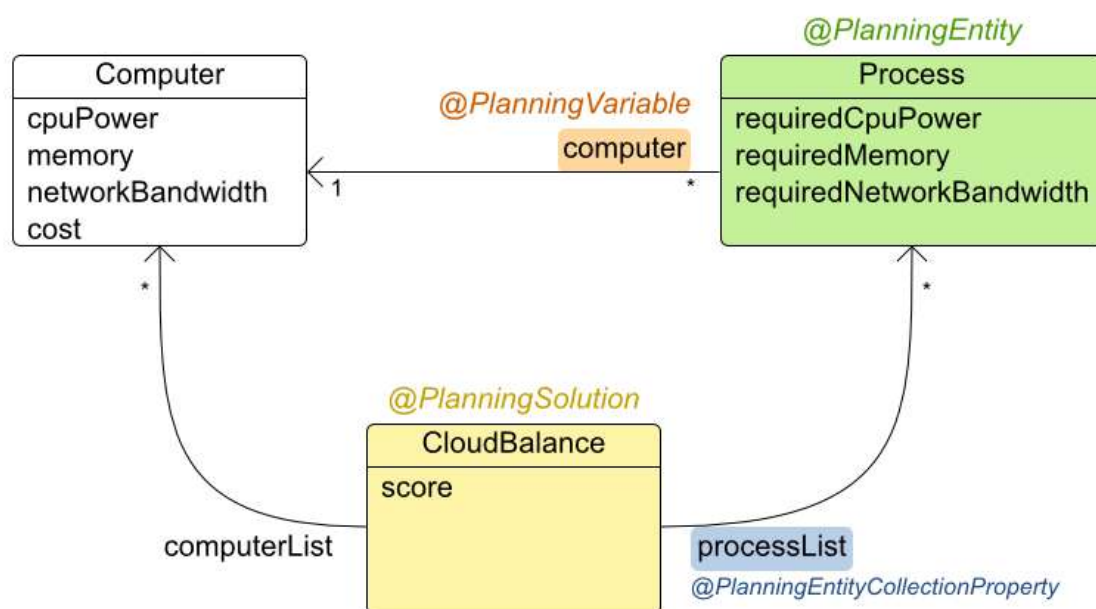 @PlanningEntity
Computer
Process
cpuPower
memory
networkBandwidth
cost
@PlanningVariable
computer
1
*
requiredCpuPower
requiredMemory
requiredNetworkBandwidth
*
*
@PlanningSolution
CloudBalance
score
computerList
processList
@PlanningEntityCollectionProperty